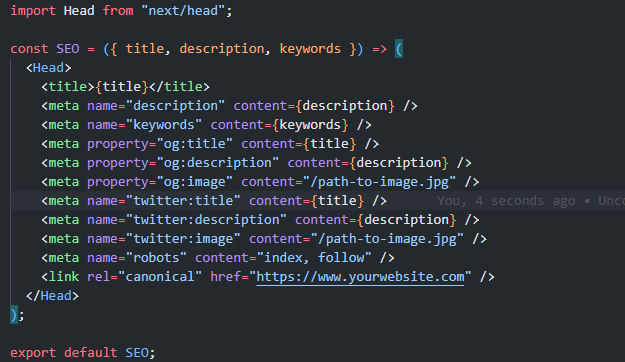 import Head from "next/head";
const SEO = ({ title, description, keywords }) => (
<Head>
<title>{title}</title>
<meta name="description" content={description} />
<meta name="keywords" content={keywords} />
<meta property="og:title" content={title} />
<meta property="og:description" content={description} />
<meta property="og:image" content="/path-to-image.jpg" />
<meta name="twitter:title" content={title} /> You, 4 seconds ago • Unco
<meta name="twitter:description" content={description} />
<meta name="twitter:image" content="/path-to-image.jpg" />
<meta name="robots" content="index, follow" />
<link rel="canonical" href="https://www.yourwebsite.com" />
</Head>
);
export default SEO;